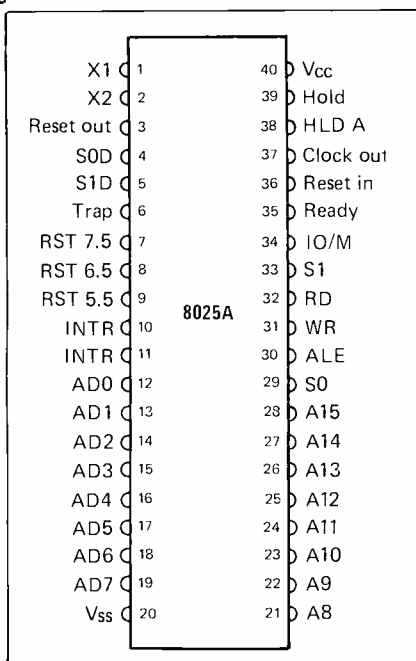 X1 1 40 Vcc
X2 2 39 Hold
Reset out 3 38 HLD A
S0D 4 37 Clock out
S1D 5 36 Reset in
Trap 6 35 Ready
RST 7.5 7 34 IO/M
RST 6.5 8 33 S1
RST 5.5 9 32 RD
8025A
INTR 10 31 WR
INTR 11 30 ALE
AD0 12 29 S0
AD1 13 28 A15
AD2 14 27 A14
AD3 15 26 A13
AD4 16 25 A12
AD5 17 24 A11
AD6 18 23 A10
AD7 19 22 A9
Vss 20 21 A8